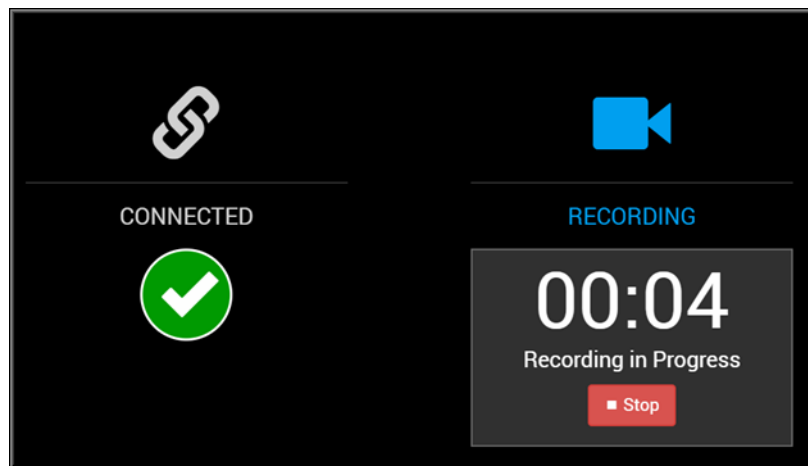 CONNECTED
RECORDING
00:04
Recording in Progress
Stop